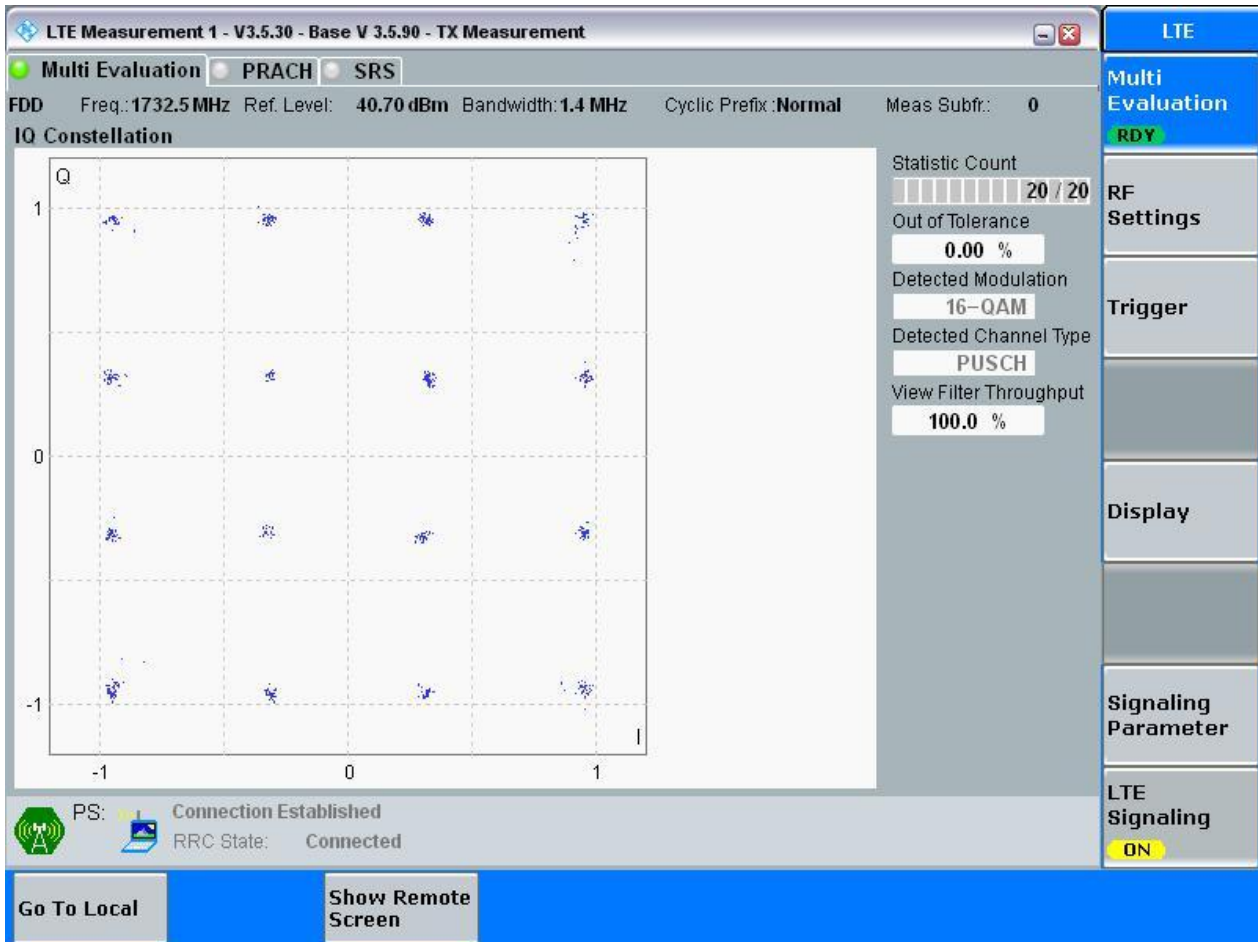 LTE Measurement 1 - V3.5.30 - Base V 3.5.90 - TX Measurement
LTE
Multi Evaluation PRACH SRS
Multi
Evaluation
RDY
FDD Freq.: 1732.5 MHz Ref. Level: 40.70 dBm Bandwidth: 1.4 MHz Cyclic Prefix : Normal Meas Subfr.: 0
IQ Constellation
Q
1
0
-1
-1 0 1
I
Statistic Count
20 / 20
Out of Tolerance
0.00 %
Detected Modulation
16-QAM
Detected Channel Type
PUSCH
View Filter Throughput
100.0 %
RF
Settings
Trigger
Display
Signaling
Parameter
LTE
Signaling
ON
PS: Connection Established
RRC State: Connected
Go To Local
Show Remote
Screen